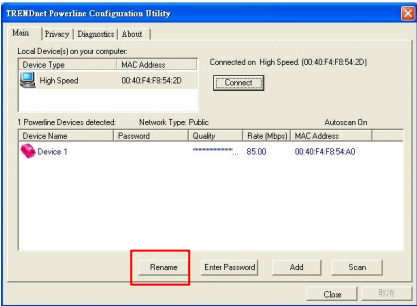 TRENDnet Powerline Configuration Utility
Main Privacy Diagnostics About
Local Device(s) on your computer:
Device Type MAC Address
High Speed 00:40:F4:F8:54:2D
Connected on High Speed (00:40:F4:F8:54:2D)
Connect
1 Powerline Devices detected: Network Type: Public Autoscan On
Device Name Password Quality Rate (Mbps) MAC Address
Device 1 85.00 00:40:F4:F8:54:A0
Rename Enter Password Add Scan
Close 取消